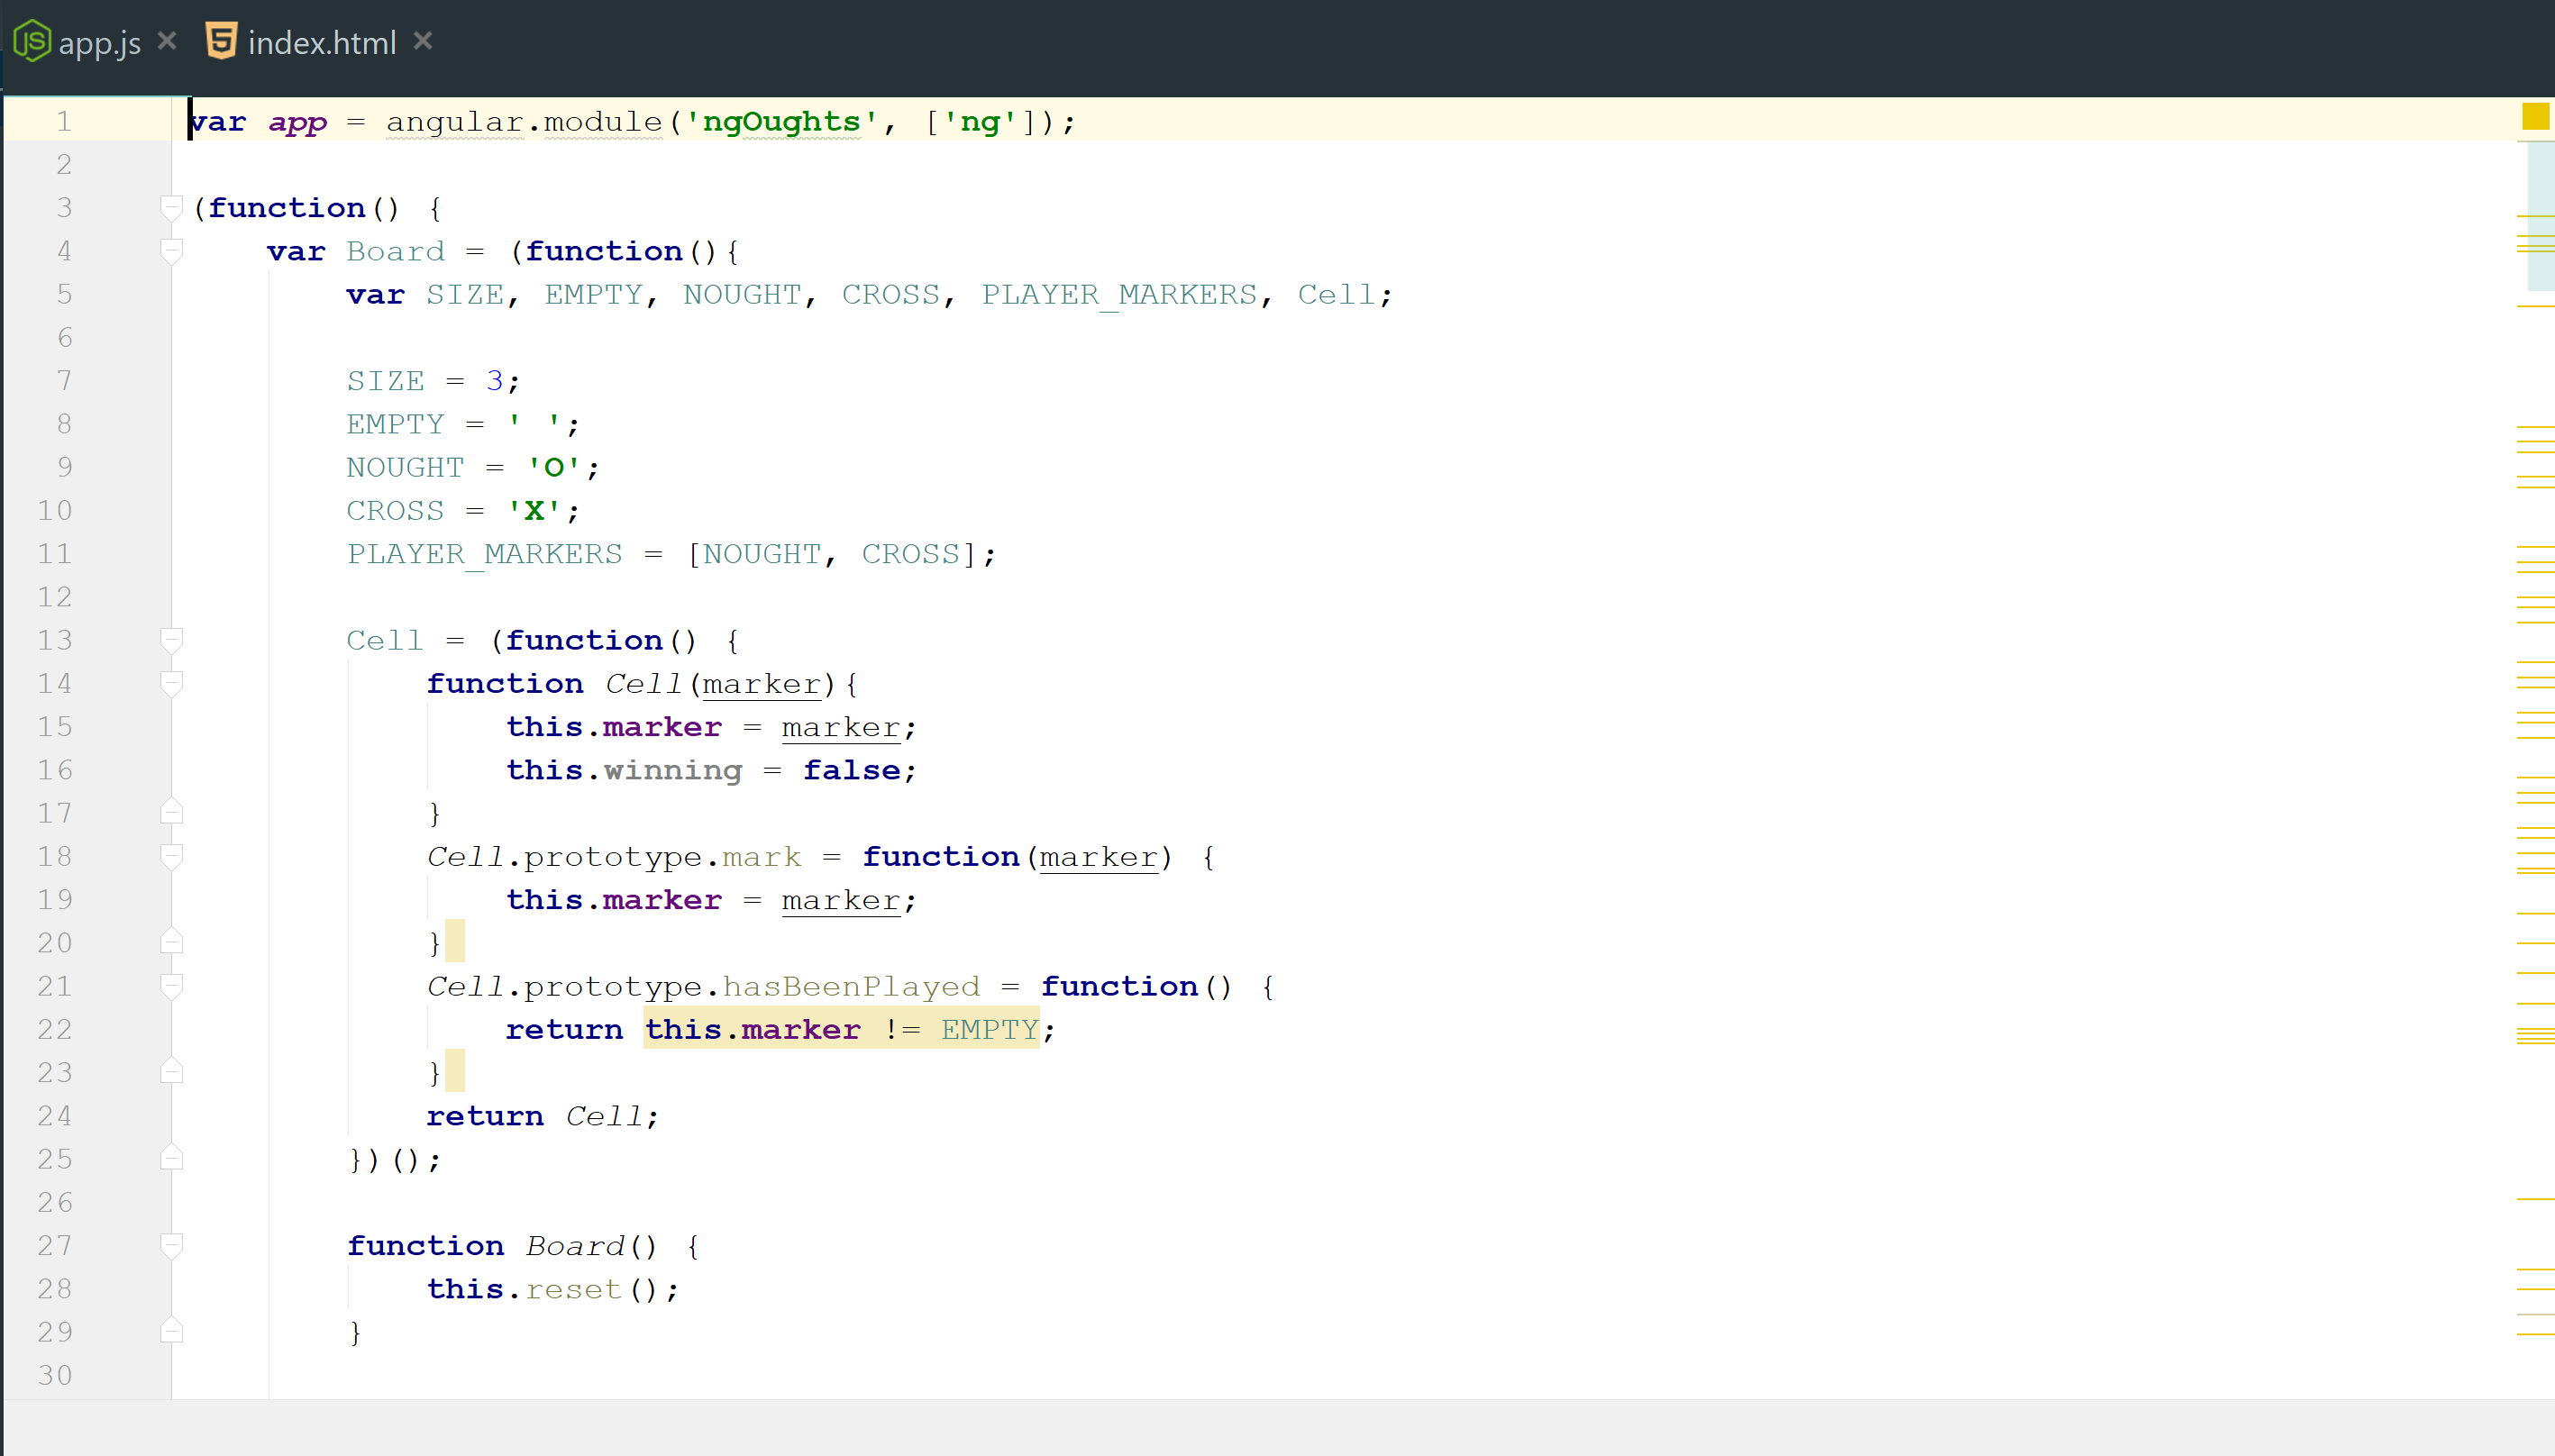 app.js × index.html ×
1 var app = angular.module('ngOughts', ['ng']);
2
3 (function() {
4     var Board = (function(){
5         var SIZE, EMPTY, NOUGHT, CROSS, PLAYER_MARKERS, Cell;
6
7         SIZE = 3;
8         EMPTY = ' ';
9         NOUGHT = 'O';
10         CROSS = 'X';
11         PLAYER_MARKERS = [NOUGHT, CROSS];
12
13         Cell = (function() {
14             function Cell(marker){
15                 this.marker = marker;
16                 this.winning = false;
17             }
18             Cell.prototype.mark = function(marker) {
19                 this.marker = marker;
20             }
21             Cell.prototype.hasBeenPlayed = function() {
22                 return this.marker != EMPTY;
23             }
24             return Cell;
25         })();
26
27         function Board() {
28             this.reset();
29         }
30